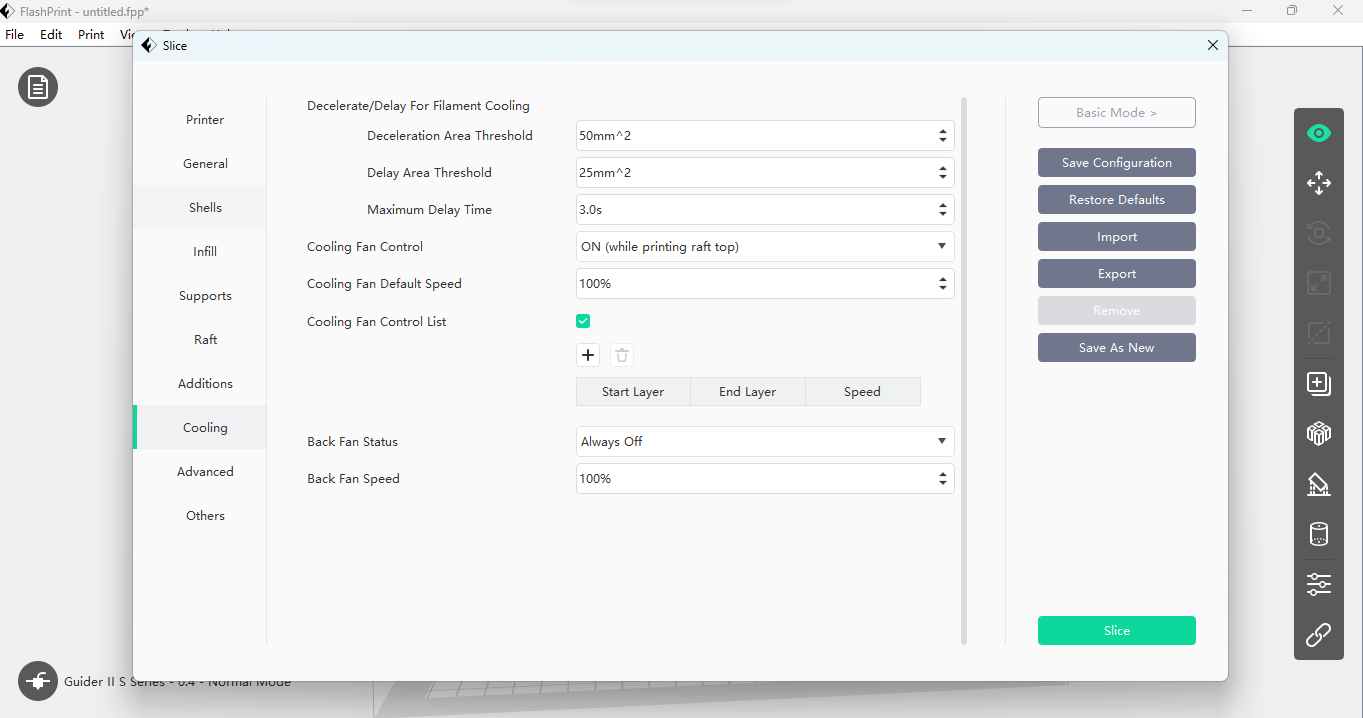 FlashPrint - untitled.fpp*
File Edit Print
Slice
Printer
General
Shells
Infill
Supports
Raft
Additions
Cooling
Advanced
Others
Decelerate/Delay For Filament Cooling
Deceleration Area Threshold 50mm^2
Delay Area Threshold 25mm^2
Maximum Delay Time 3.0s
Cooling Fan Control ON (while printing raft top)
Cooling Fan Default Speed 100%
Cooling Fan Control List
Start Layer End Layer Speed
Back Fan Status Always Off
Back Fan Speed 100%
Basic Mode >
Save Configuration
Restore Defaults
Import
Export
Remove
Save As New
Slice
Guider II S Series - 0.4 - Normal Mode